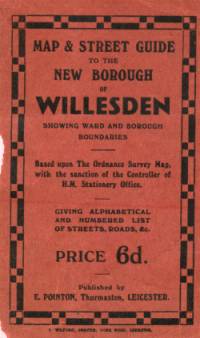 MAP & STREET GUIDE
TO THE
NEW BOROUGH
OF
WILLESDEN
SHOWING WARD AND BOROUGH
BOUNDARIES
Based upon The Ordnance Survey Map,
with the sanction of the Controller of
H.M. Stationery Office.
GIVING ALPHABETICAL
AND NUMBERED LIST
OF STREETS, ROADS, &c.
PRICE 6d.
Published by
E. POINTON, Thurmaston, LEICESTER.